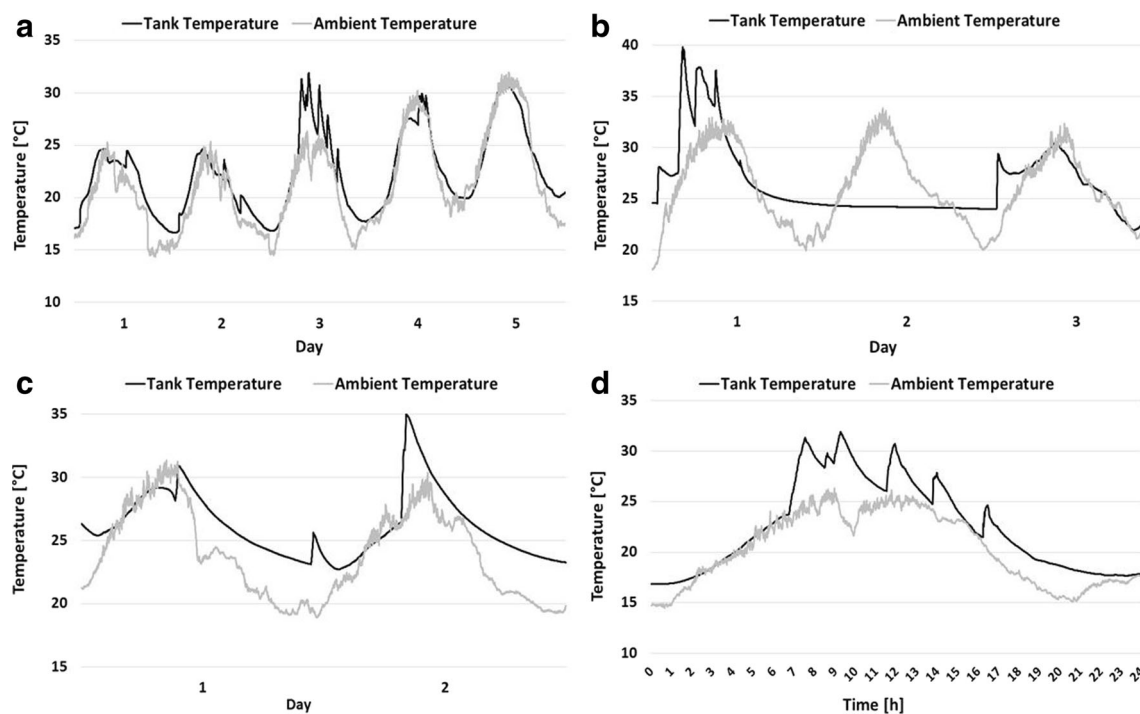 a
Tank Temperature Ambient Temperature
35
30
25
20
15
10
Temperature [°C]
1 2 3 4 5
Day
b
Tank Temperature Ambient Temperature
40
35
30
25
20
15
Temperature [°C]
1 2 3
Day
c
Tank Temperature Ambient Temperature
35
30
25
20
15
Temperature [°C]
1 2
Day
d
Tank Temperature Ambient Temperature
35
30
25
20
15
10
Temperature [°C]
0 1 2 3 4 5 6 7 8 9 10 11 12 13 14 15 16 17 18 19 20 21 22 23 24
Time [h]